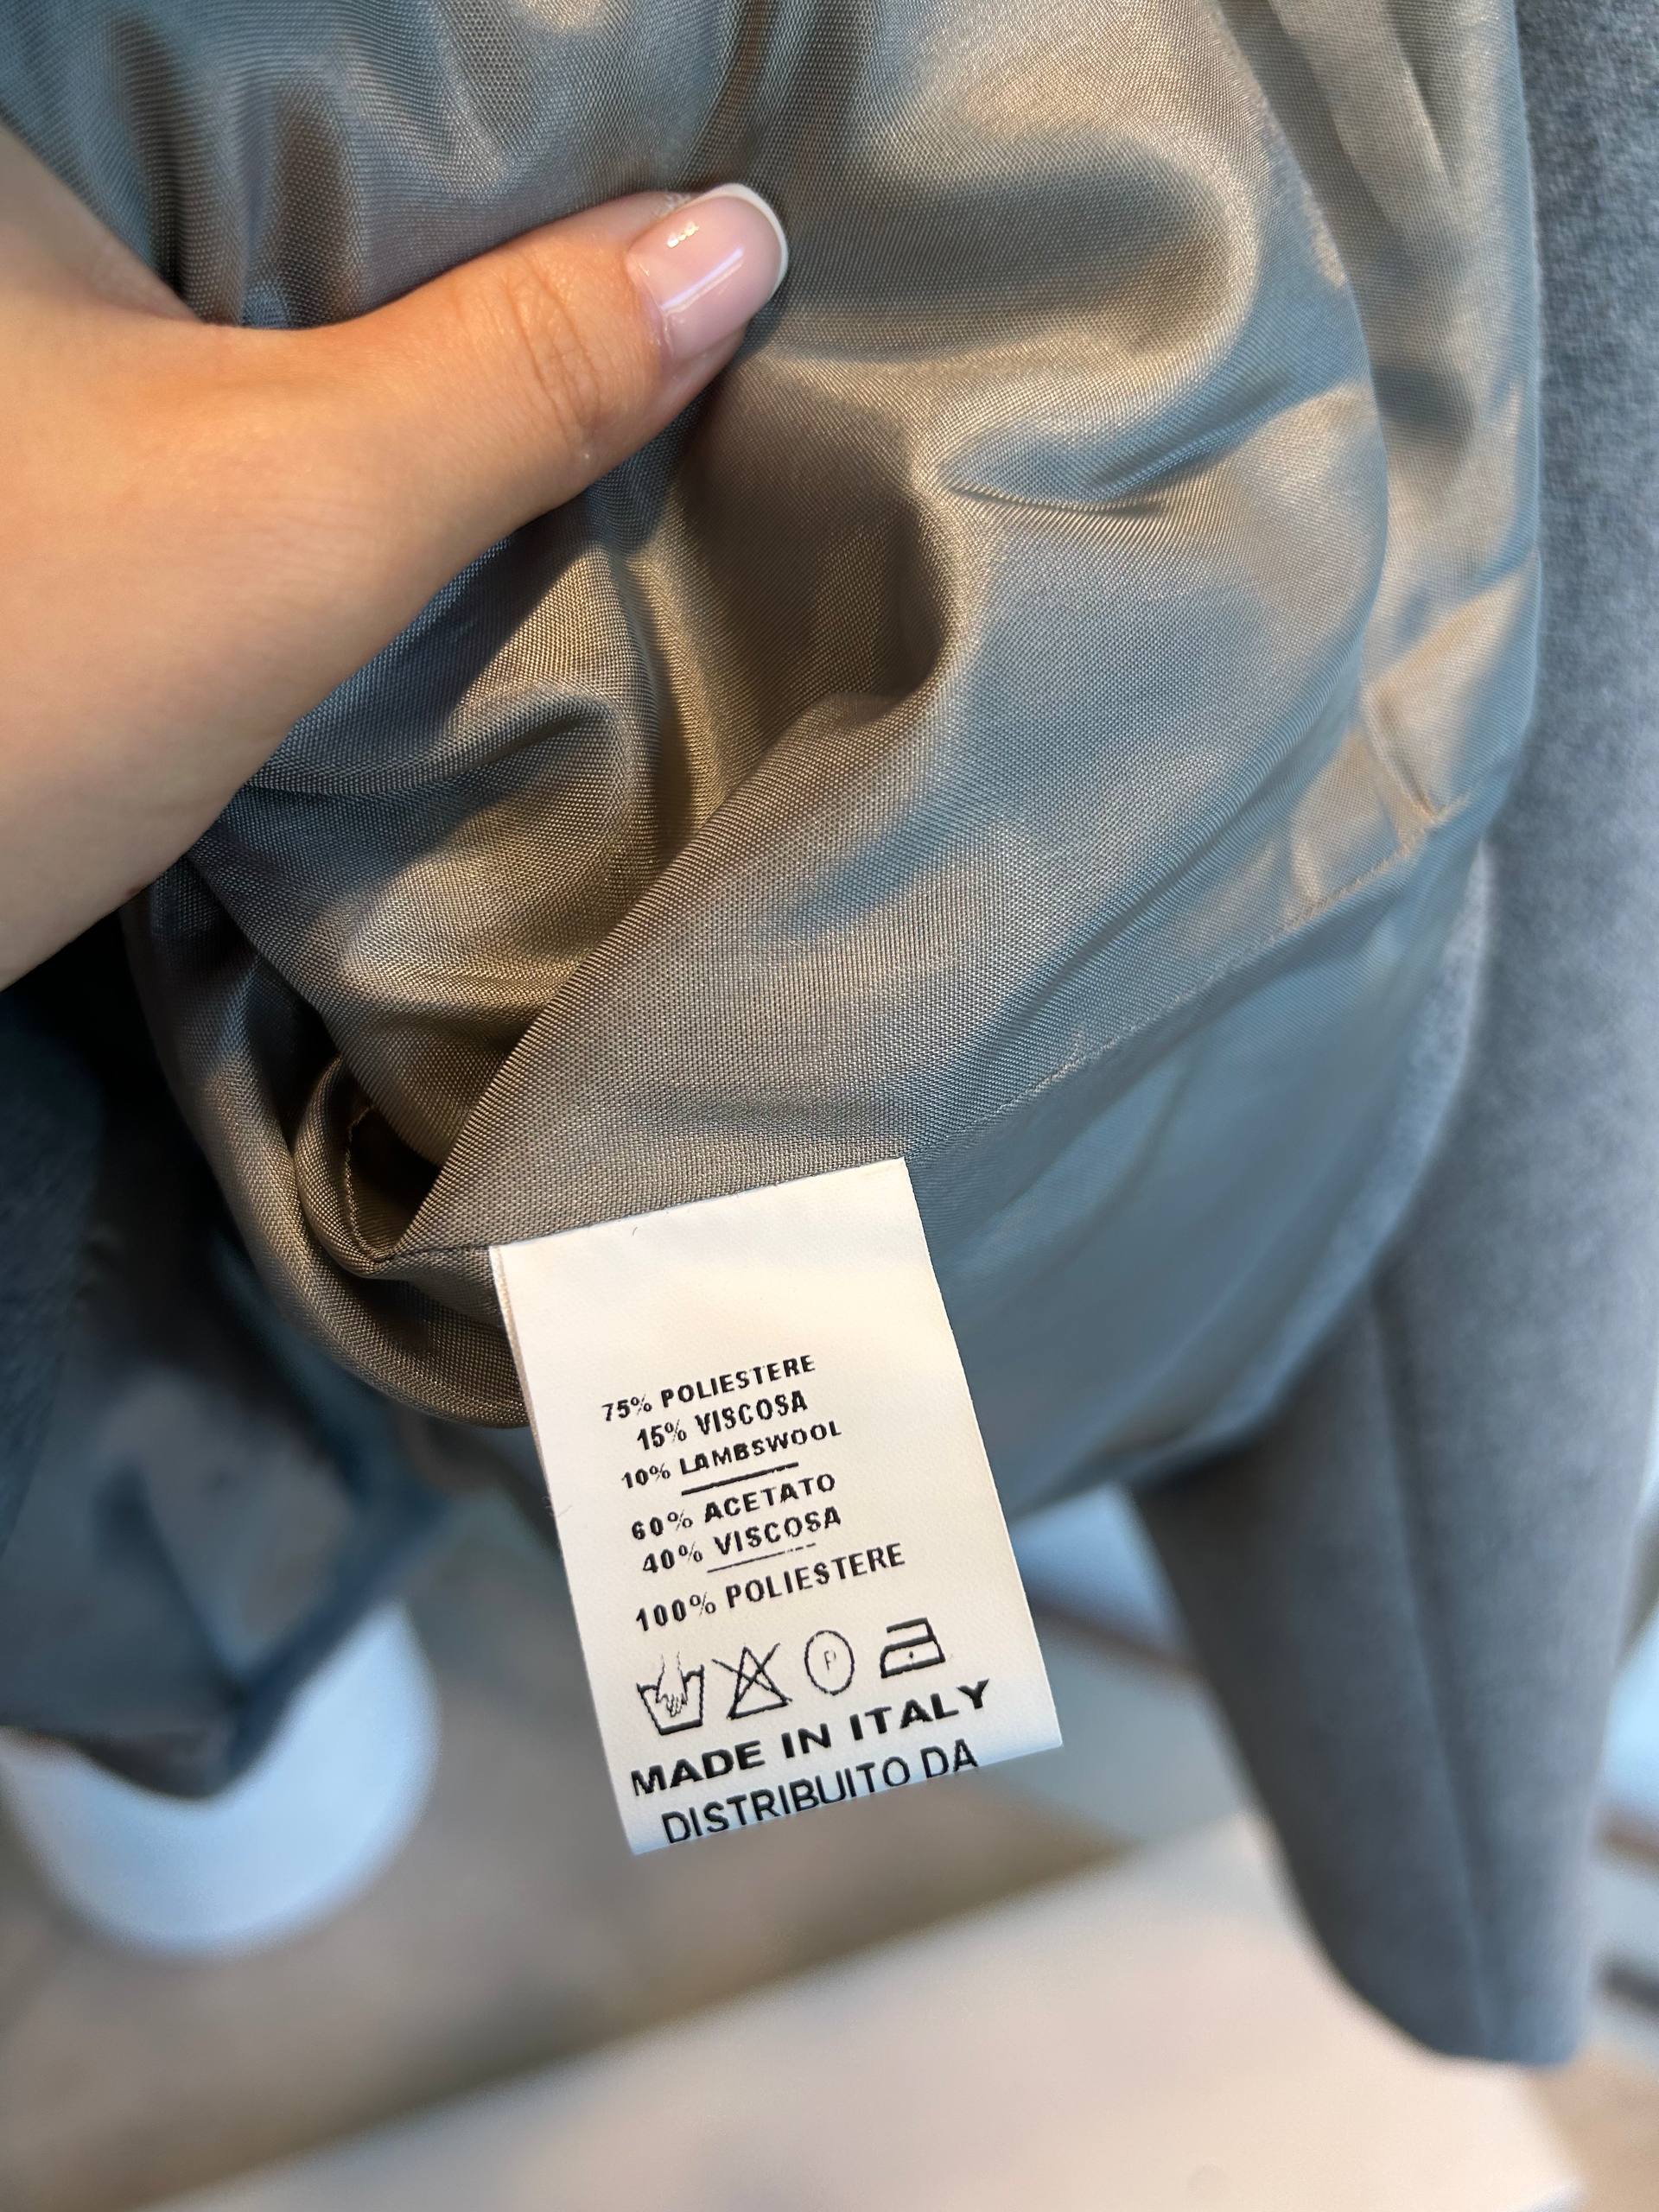 75% POLIESTERE
15% VISCOSA
10% LAMBSWOOL
60% ACETATO
40% VISCOSA
100% POLIESTERE
P
MADE IN ITALY
DISTRIBUITO DA